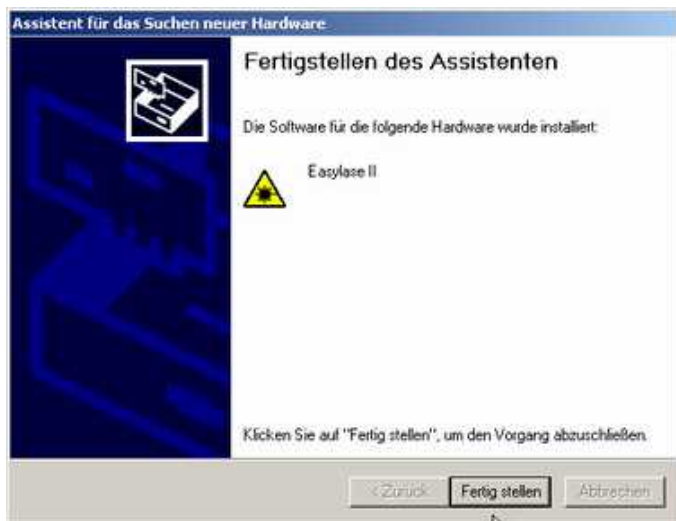 Assistent für das Suchen neuer Hardware
Fertigstellen des Assistenten
Die Software für die folgende Hardware wurde installiert:
Easylase II
Klicken Sie auf "Fertig stellen", um den Vorgang abzuschließen.
< Zurück
Fertig stellen
Abbrechen